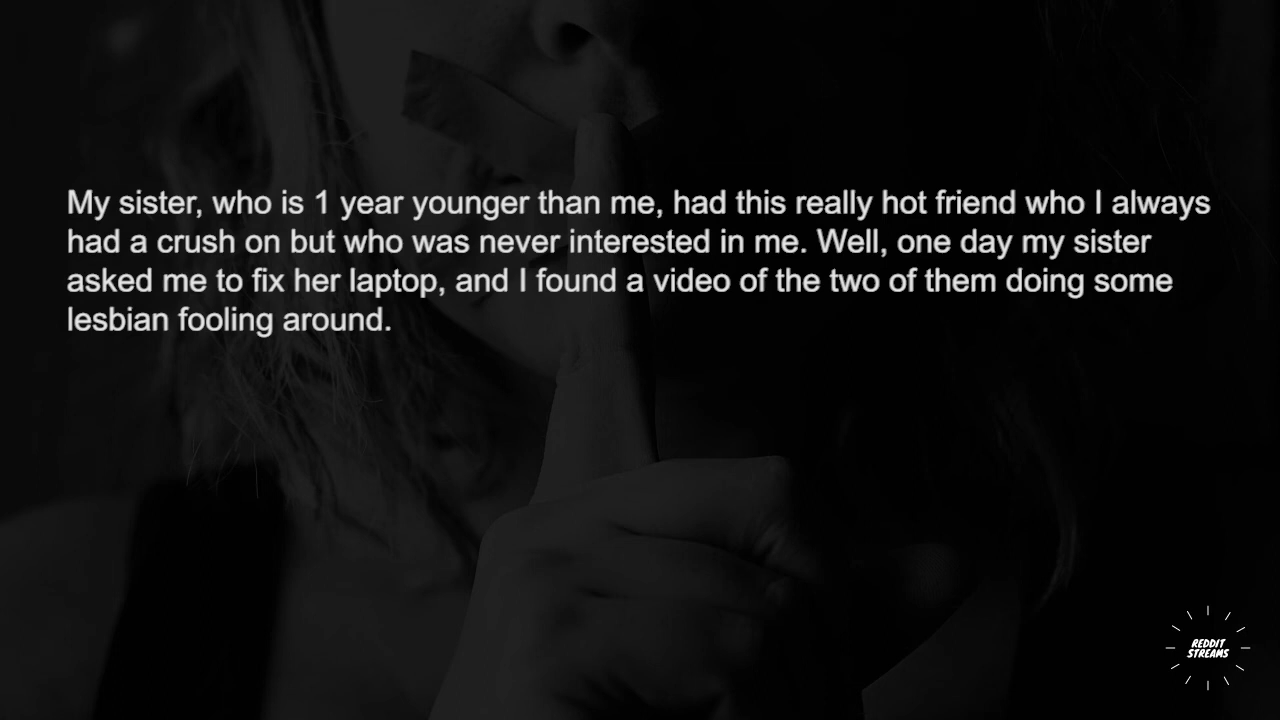 My sister, who is 1 year younger than me, had this really hot friend who I always
had a crush on but who was never interested in me. Well, one day my sister
asked me to fix her laptop, and I found a video of the two of them doing some
lesbian fooling around.
REDDIT
STREAMS